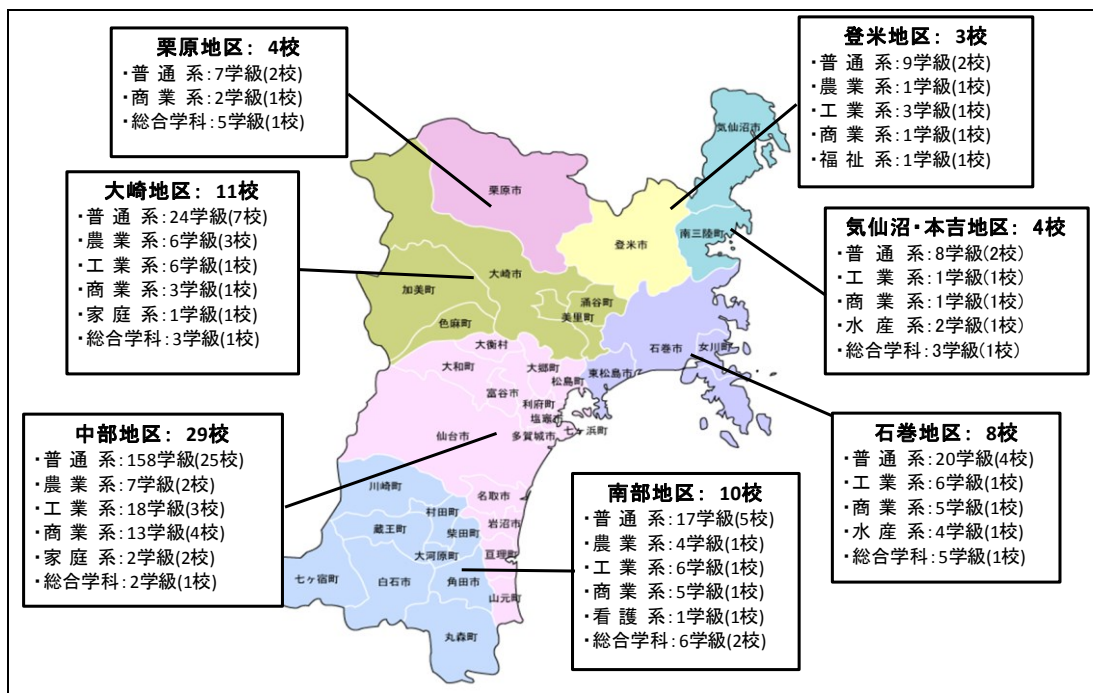 栗原地区： 4校
・普 通 系：7学級(2校)
・商 業 系：2学級(1校)
・総合学科：5学級(1校)
登米地区： 3校
・普 通 系：9学級(2校)
・農 業 系：1学級(1校)
・工 業 系：3学級(1校)
・商 業 系：1学級(1校)
・福 祉 系：1学級(1校)
大崎地区： 11校
・普 通 系：24学級(7校)
・農 業 系：6学級(3校)
・工 業 系：6学級(1校)
・商 業 系：3学級(1校)
・家 庭 系：1学級(1校)
・総合学科：3学級(1校)
気仙沼・本吉地区： 4校
・普 通 系：8学級(2校)
・工 業 系：1学級(1校)
・商 業 系：1学級(1校)
・水 産 系：2学級(1校)
・総合学科：3学級(1校)
中部地区： 29校
・普 通 系：158学級(25校)
・農 業 系：7学級(2校)
・工 業 系：18学級(3校)
・商 業 系：13学級(4校)
・家 庭 系：2学級(2校)
・総合学科：2学級(1校)
石巻地区： 8校
・普 通 系：20学級(4校)
・工 業 系：6学級(1校)
・商 業 系：5学級(1校)
・水 産 系：4学級(1校)
・総合学科：5学級(1校)
南部地区： 10校
・普 通 系：17学級(5校)
・農 業 系：4学級(1校)
・工 業 系：6学級(1校)
・商 業 系：5学級(1校)
・看 護 系：1学級(1校)
・総合学科：6学級(2校)
気仙沼市
栗原市
南三陸町
登米市
大崎市
加美町
涌谷町
美里町
色麻町
大衡村
石巻市
女川町
大和町
大郷町
東松島市
松島町
富谷市
利府町
塩竈市
七ヶ浜町
仙台市
多賀城市
川崎町
名取市
村田町
岩沼市
蔵王町
柴田町
大河原町
亘理町
七ヶ宿町
白石市
角田市
山元町
丸森町